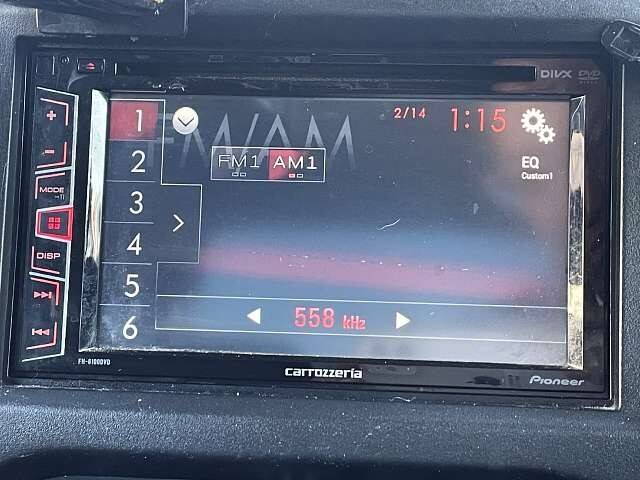 DIVX DVD
+
1
FM/AM
2/14
1:15
−
2
FM1
AM1
EQ
Custom1
MODE
3
4
DISP
5
558 kHz
6
FH-6100DVD
carrozzeria
Pioneer